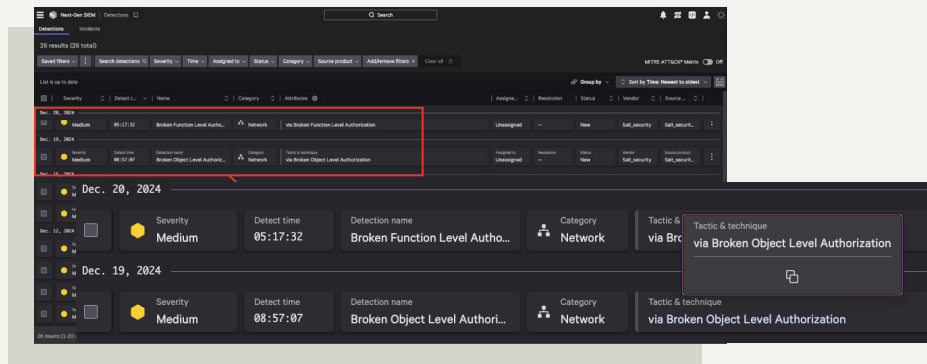 Next-Gen SIEM | Detections
Search
Detections Incidents
26 results (26 total)
Saved filters Search detections Severity Time Assigned to Status Category Source product Add/remove filters + Clear all MITRE ATT&CK® Matrix Off
List is up to date Group by Sort by Time: Newest to oldest
Severity Detect t... Name Category Attributes Assigne... Resolution Status Vendor Source ...
Dec. 20, 2024
Medium 05:17:32 Broken Function Level Autho... Network via Broken Function Level Authorization Unassigned — New Salt_security Salt_securit...
Dec. 19, 2024
Severity Detect time Detection name Category Tactic & technique Assigned to Resolution Status Vendor Source product
Medium 08:57:07 Broken Object Level Authoriz... Network via Broken Object Level Authorization Unassigned — New Salt_security Salt_securit...
Dec. 20, 2024
Severity Detect time Detection name Category Tactic &
Medium 05:17:32 Broken Function Level Autho... Network via Bro
Tactic & technique
via Broken Object Level Authorization
Dec. 12, 2024
Dec. 19, 2024
Severity Detect time Detection name Category Tactic & technique
Medium 08:57:07 Broken Object Level Authori... Network via Broken Object Level Authorization